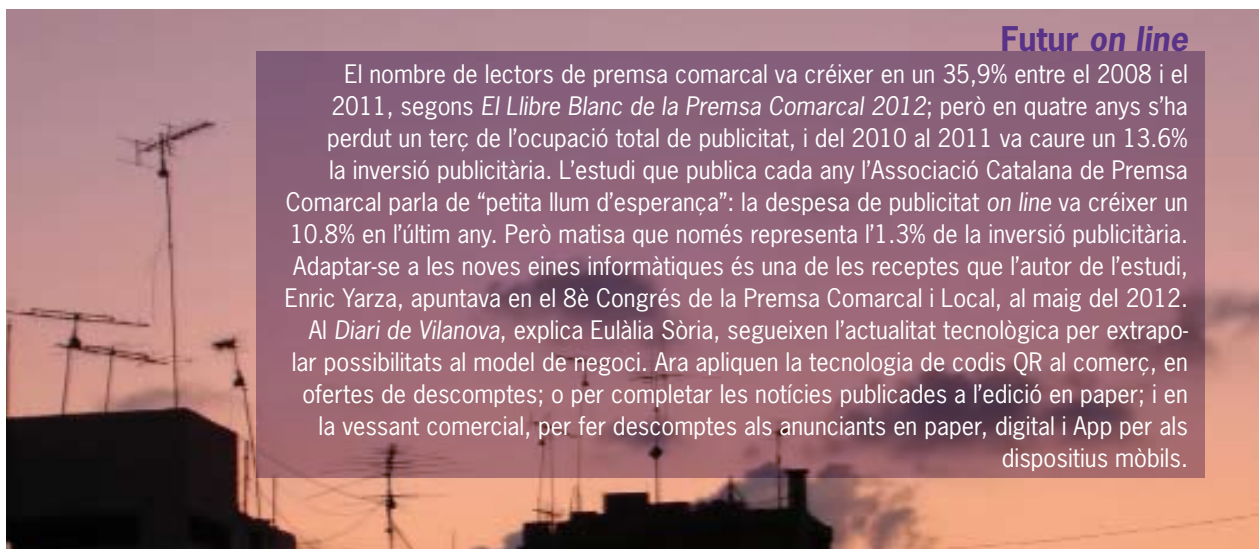 Futur on line
El nombre de lectors de premsa comarcal va créixer en un 35,9% entre el 2008 i el
2011, segons El Llibre Blanc de la Premsa Comarcal 2012; però en quatre anys s'ha
perdut un terç de l'ocupació total de publicitat, i del 2010 al 2011 va caure un 13.6%
la inversió publicitària. L'estudi que publica cada any l'Associació Catalana de Premsa
Comarcal parla de “petita llum d'esperança”: la despesa de publicitat on line va créixer un
10.8% en l'últim any. Però matisa que només representa l'1.3% de la inversió publicitària.
Adaptar-se a les noves eines informàtiques és una de les receptes que l'autor de l'estudi,
Enric Yarza, apuntava en el 8è Congrés de la Premsa Comarcal i Local, al maig del 2012.
Al Diari de Vilanova, explica Eulàlia Sòria, segueixen l'actualitat tecnològica per extrapo-
lar possibilitats al model de negoci. Ara apliquen la tecnologia de codis QR al comerç, en
ofertes de descomptes; o per completar les notícies publicades a l'edició en paper; i en
la vessant comercial, per fer descomptes als anunciants en paper, digital i App per als
dispositius mòbils.